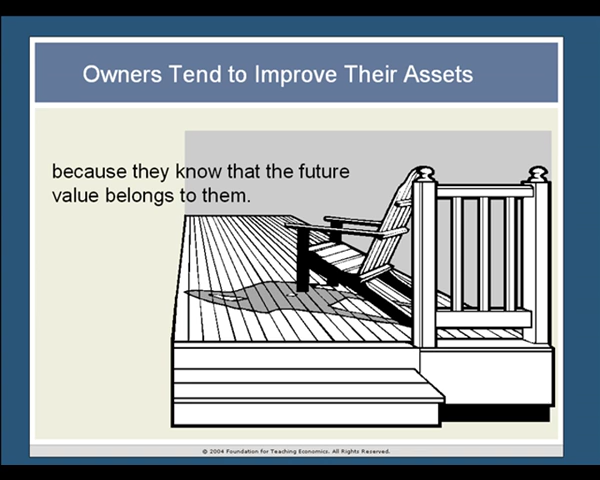 Owners Tend to Improve Their Assets
because they know that the future
value belongs to them.
© 2004 Foundation for Teaching Economics. All Rights Reserved.